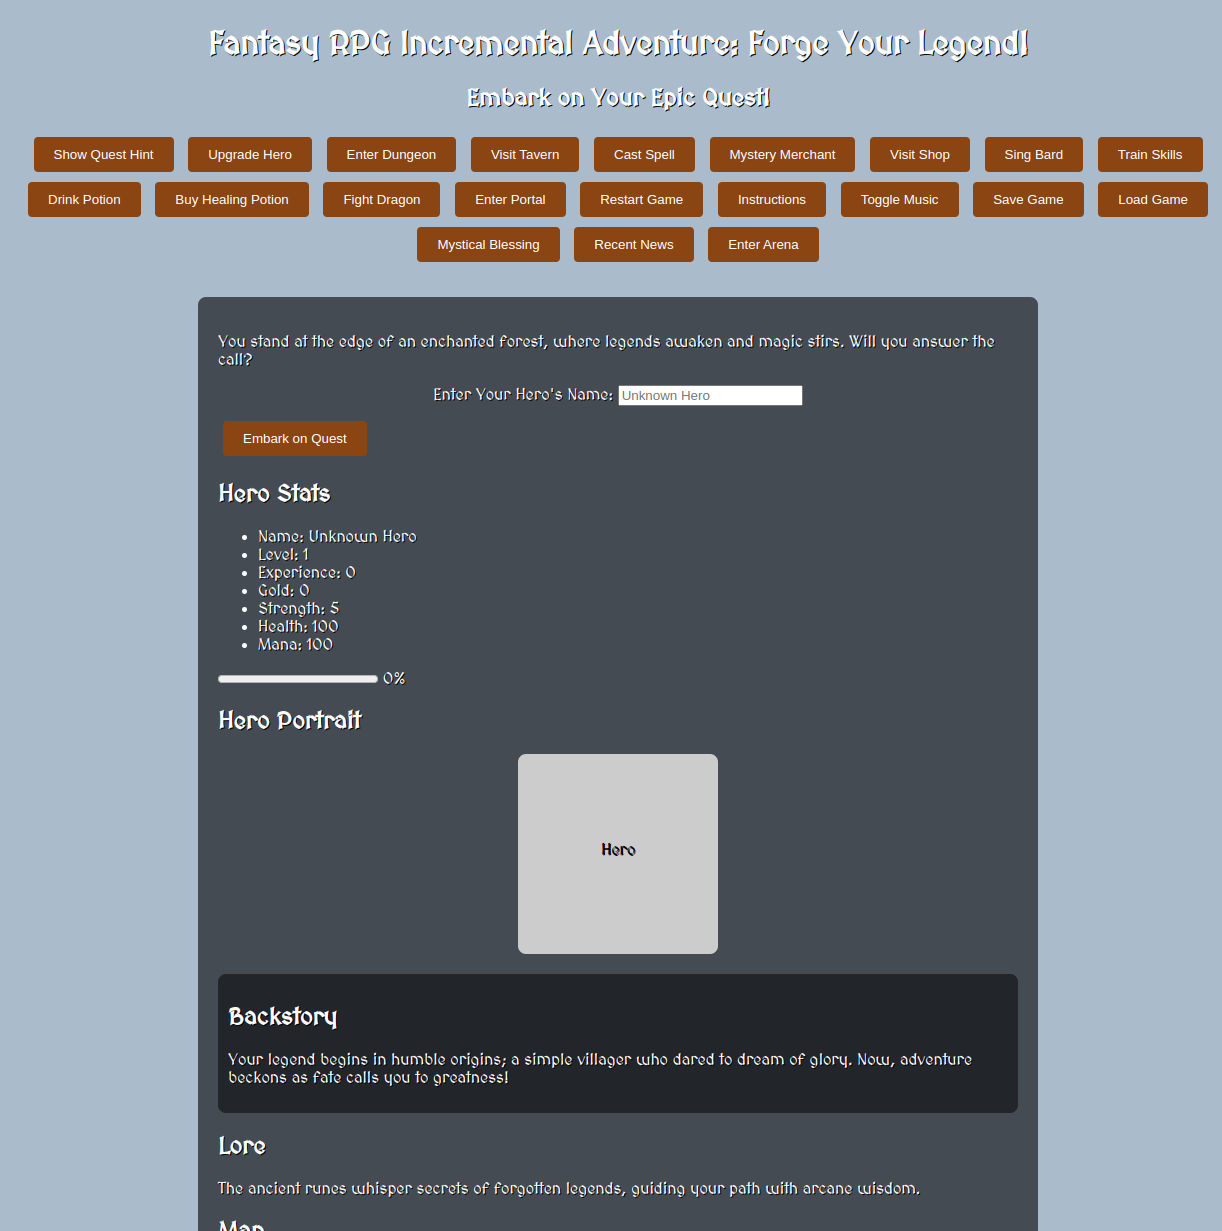 Fantasy RPG Incremental Adventure: Forge Your Legend!
Embark on Your Epic Quest!
Show Quest Hint Upgrade Hero Enter Dungeon Visit Tavern Cast Spell Mystery Merchant Visit Shop Sing Bard Train Skills
Drink Potion Buy Healing Potion Fight Dragon Enter Portal Restart Game Instructions Toggle Music Save Game Load Game
Mystical Blessing Recent News Enter Arena
You stand at the edge of an enchanted forest, where legends awaken and magic stirs. Will you answer the
call?
Enter Your Hero's Name: Unknown Hero
Embark on Quest
Hero Stats
Name: Unknown Hero
Level: 1
Experience: 0
Gold: 0
Strength: 5
Health: 100
Mana: 100
0%
Hero Portrait
Hero
Backstory
Your legend begins in humble origins; a simple villager who dared to dream of glory. Now, adventure
beckons as fate calls you to greatness!
Lore
The ancient runes whisper secrets of forgotten legends, guiding your path with arcane wisdom.
Map